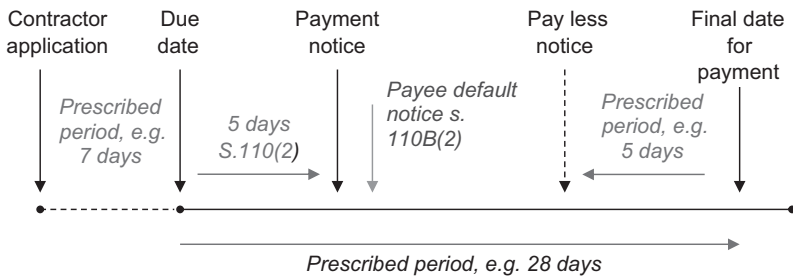 Contractor
application
Due
date
Payment
notice
Pay less
notice
Final date
for
payment
Prescribed
period, e.g.
7 days
5 days
S.110(2)
Payee default
notice s.
110B(2)
Prescribed
period, e.g.
5 days
Prescribed period, e.g. 28 days